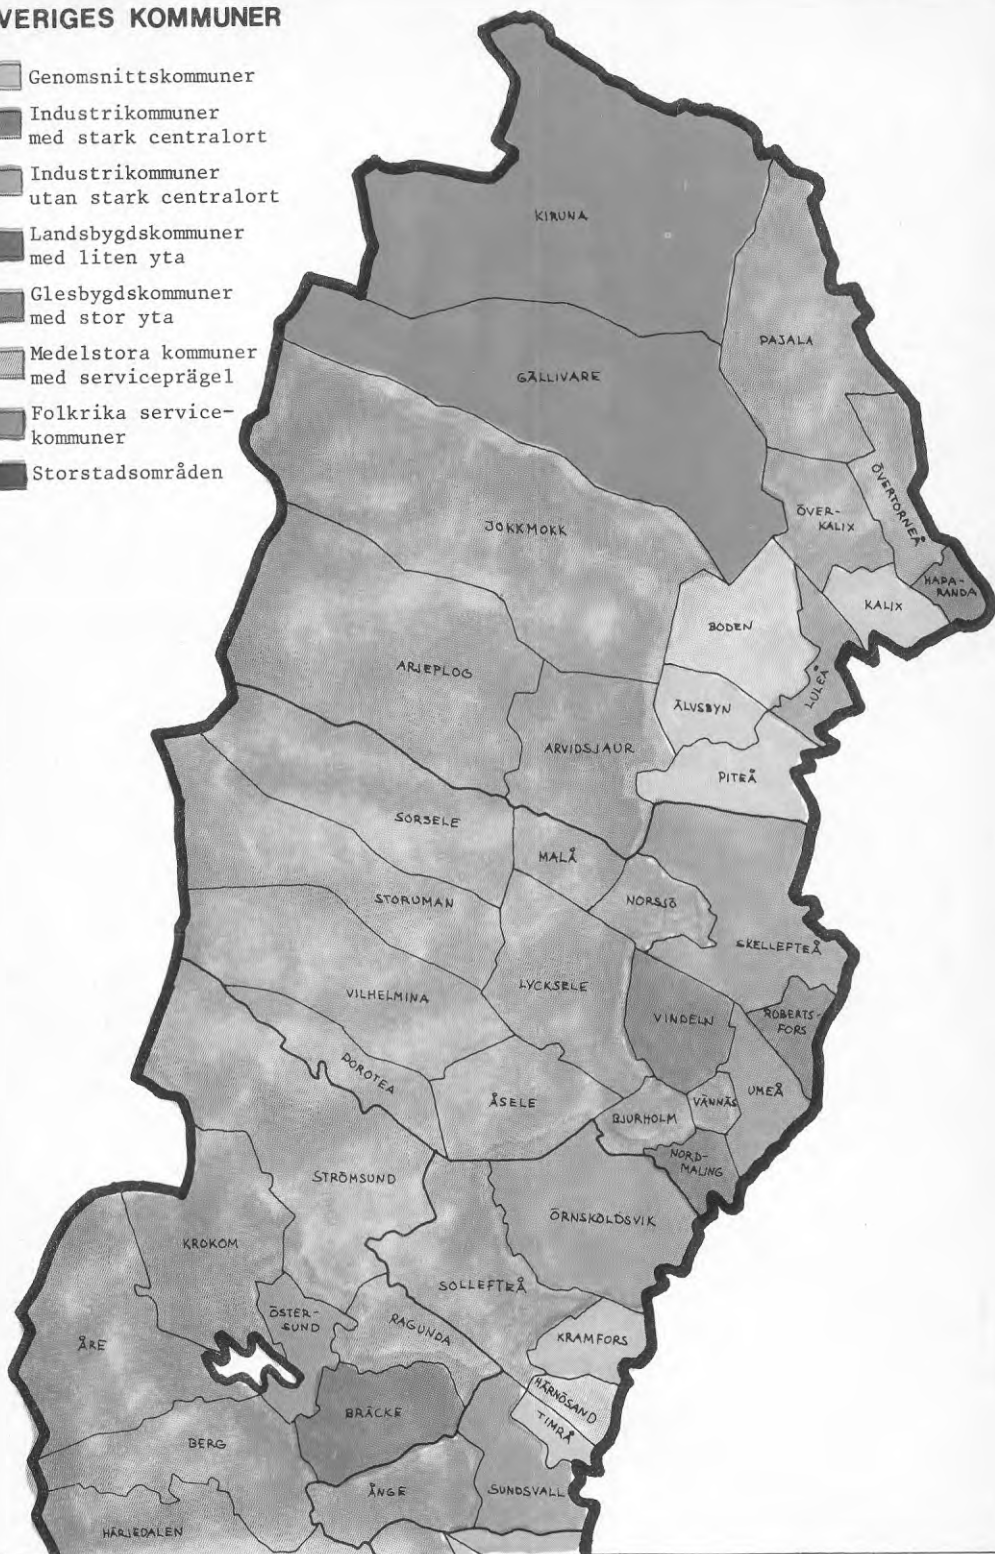 VERIGES KOMMUNER
Genomsnittskommuner
Industrikommuner
med stark centralort
Industrikommuner
utan stark centralort
Landsbygdskommuner
med liten yta
Glesbygdskommuner
med stor yta
Medelstora kommuner
med serviceprägel
Folkrika service-
kommuner
Storstadsområden
KIRUNA
PAJALA
GÄLLIVARE
ÖVERTORNEÅ
ÖVER-
KALIX
JOKKMOKK
HAPA-
RANDA
KALIX
BODEN
ARJEPLOG
LULEÅ
ÄLVSBYN
ARVIDSJAUR
PITEÅ
SORSELE
MALÅ
STORUMAN
NORSJÖ
SKELLEFTEÅ
LYCKSELE
VILHELMINA
VINDELN
ROBERTS-
FORS
DOROTEA
ÅSELE
UMEÅ
VÄNNÄS
BJURHOLM
NORD-
MALING
STRÖMSUND
ÖRNSKÖLDSVIK
KROKOM
SOLLEFTEÅ
ÖSTER-
SUND
RAGUNDA
KRAMFORS
ÅRE
HÄRNÖSAND
TIMRÅ
BRÄCKE
BERG
ÅNGE
SUNDSVALL
HÄRJEDALEN